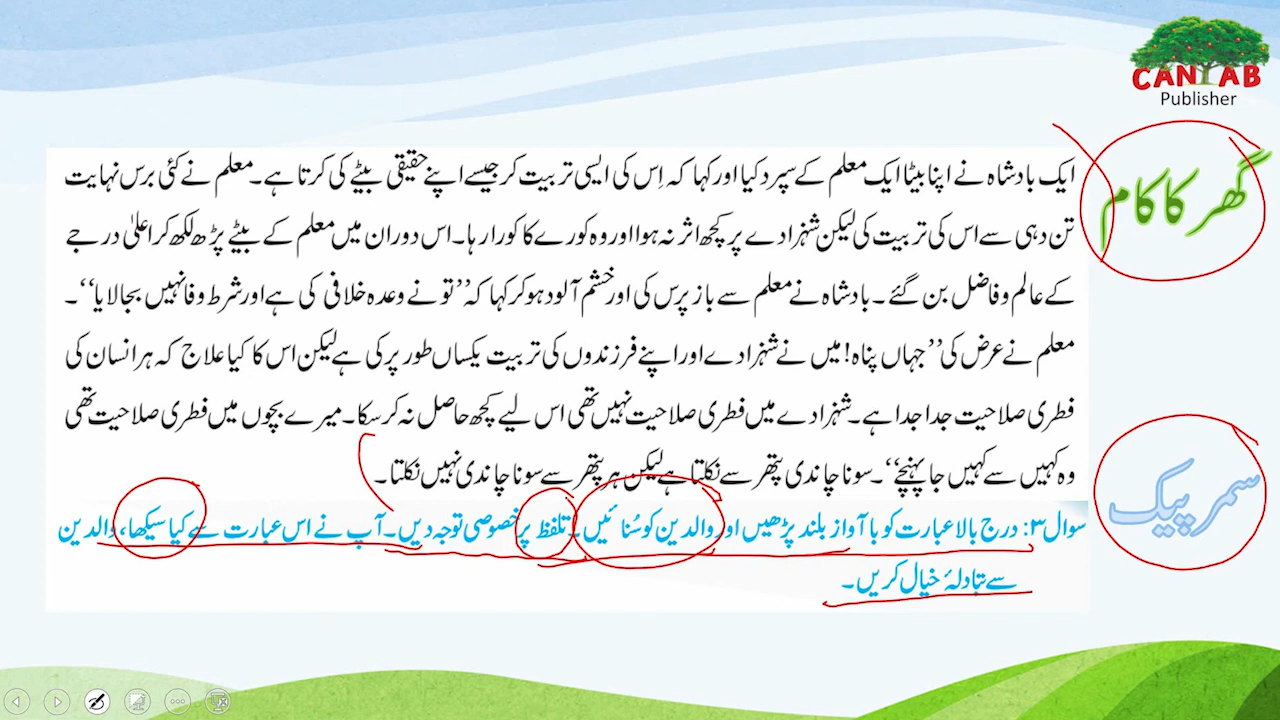 CANTAB
Publisher
گھر کا کام
ایک بادشاہ نے اپنا بیٹا ایک معلم کے سپرد کیا اور کہا کہ اِس کی ایسی تربیت کر جیسے اپنے حقیقی بیٹے کی کرتا ہے۔ معلم نے کئی برس نہایت
تن دہی سے اس کی تربیت کی لیکن شہزادے پر کچھ اثر نہ ہوا اور وہ کورے کا کورا رہا۔ اس دوران میں معلم کے بیٹے پڑھ لکھ کر اعلیٰ درجے
کے عالم و فاضل بن گئے۔ بادشاہ نے معلم سے باز پرس کی اور خشم آلود ہو کر کہا کہ ’’تو نے وعدہ خلافی کی ہے اور شرط وفا نہیں بجا لایا‘‘۔
معلم نے عرض کی ’’جہاں پناہ! میں نے شہزادے اور اپنے فرزندوں کی تربیت یکساں طور پر کی ہے لیکن اس کا کیا علاج کہ ہر انسان کی
فطری صلاحیت جدا جدا ہے۔ شہزادے میں فطری صلاحیت نہیں تھی اس لیے کچھ حاصل نہ کر سکا۔ میرے بچوں میں فطری صلاحیت تھی
وہ کہیں سے کہیں جا پہنچے‘‘۔ سونا چاندی پتھر سے نکلتا ہے لیکن ہر پتھر سے سونا چاندی نہیں نکلتا۔
سمر پیک
سوال ۳: درج بالا عبارت کو با آواز بلند پڑھیں اور والدین کو سُنائیں۔ تلفظ پر خصوصی توجہ دیں۔ آپ نے اس عبارت سے کیا سیکھا، والدین
سے تبادلۂ خیال کریں۔